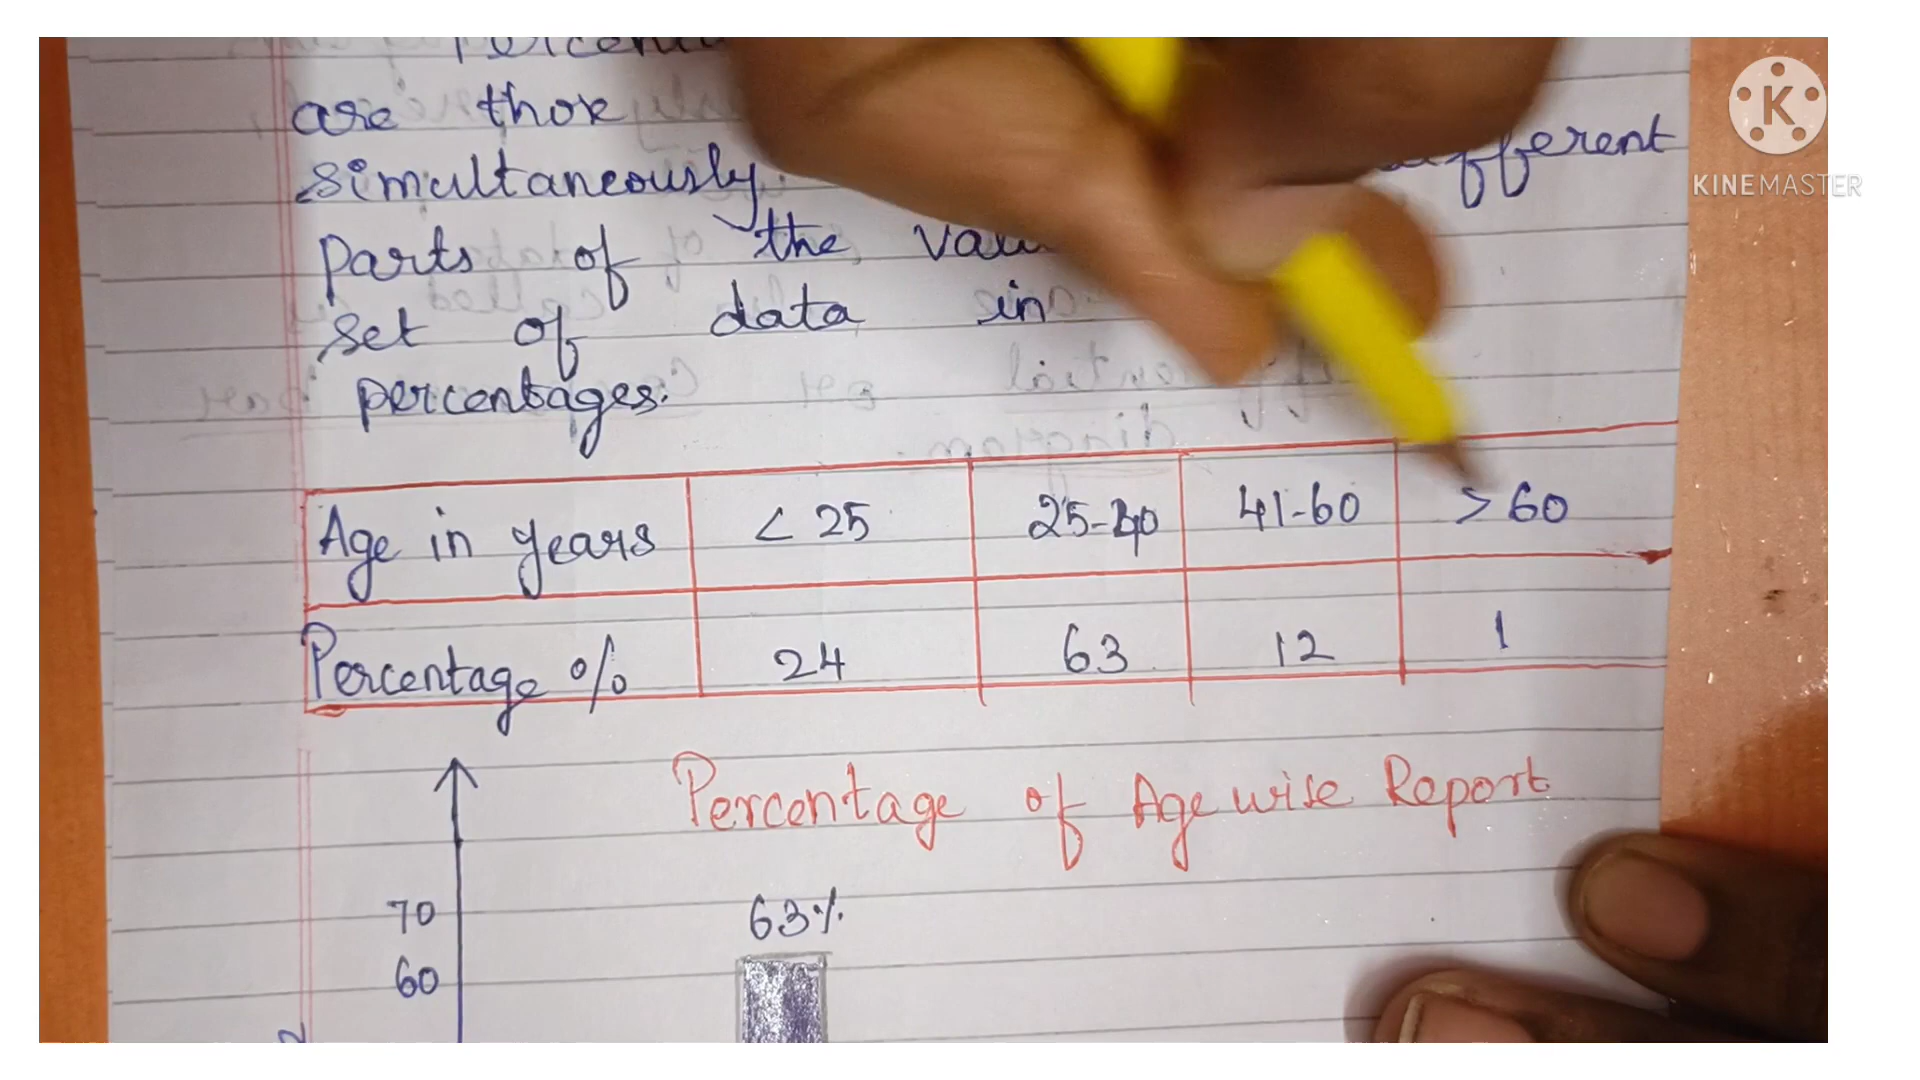 are those
simultaneously different
parts of the
set of data in
percentages.
Age in years < 25 25-40 41-60 > 60
Percentage % 24 63 12 1
Percentage of Age wise Report
70 63%
60
K
KINEMASTER